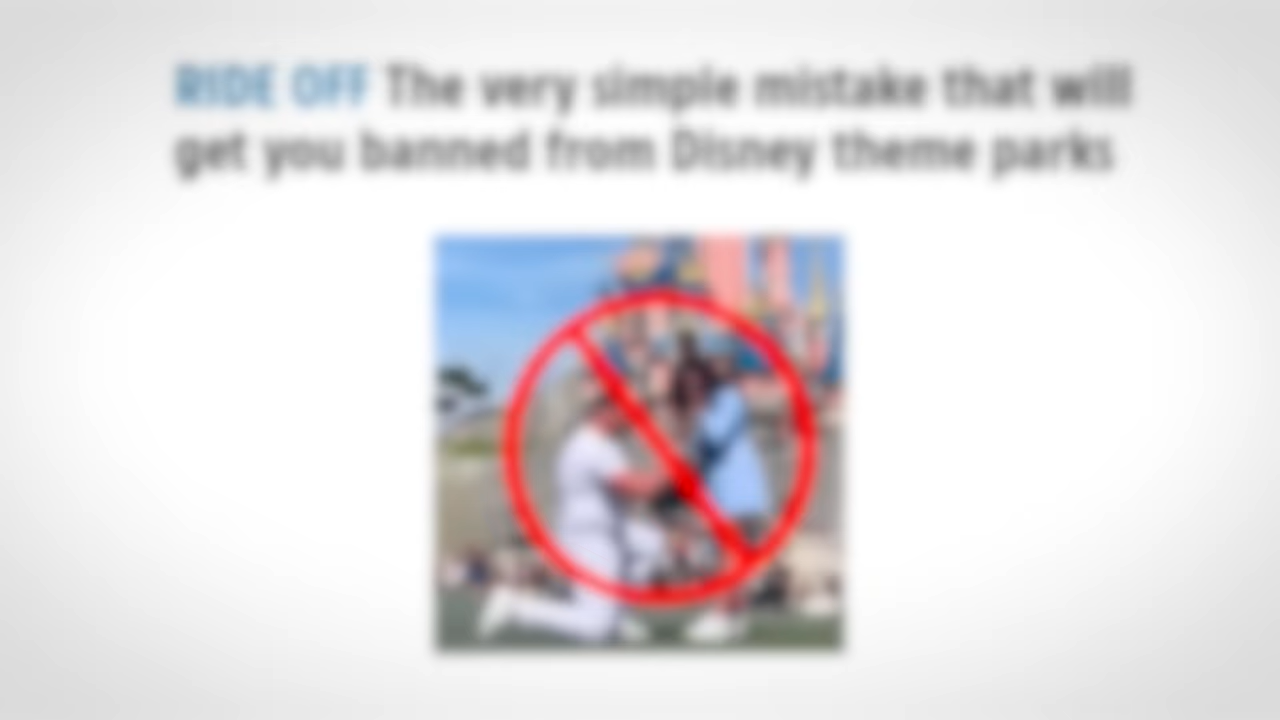 RIDE OFF The very simple mistake that will
get you banned from Disney theme parks